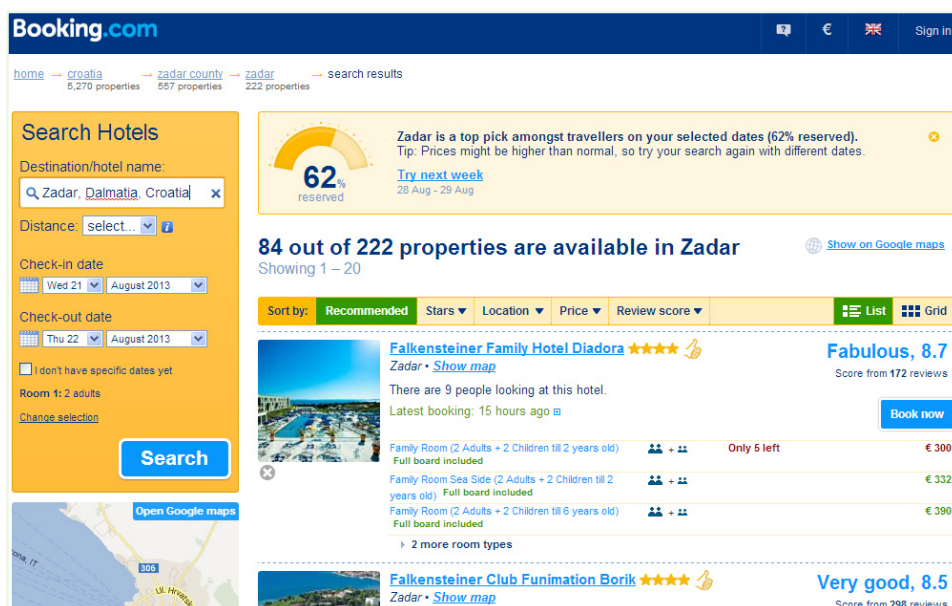 Booking.com
€
Sign in
home → croatia → zadar county → zadar → search results
5,270 properties 557 properties 222 properties
Search Hotels
Destination/hotel name:
Zadar, Dalmatia, Croatia
Distance: select...
Check-in date
Wed 21 August 2013
Check-out date
Thu 22 August 2013
I don't have specific dates yet
Room 1: 2 adults
Change selection
Search
Open Google maps
306
Ul. Hrvatsk
62%
reserved
Zadar is a top pick amongst travellers on your selected dates (62% reserved).
Tip: Prices might be higher than normal, so try your search again with different dates.
Try next week
28 Aug - 29 Aug
84 out of 222 properties are available in Zadar
Showing 1 – 20
Show on Google maps
Sort by: Recommended Stars Location Price Review score List Grid
Falkensteiner Family Hotel Diadora
Zadar • Show map
There are 9 people looking at this hotel.
Latest booking: 15 hours ago
Fabulous, 8.7
Score from 172 reviews
Book now
Family Room (2 Adults + 2 Children till 2 years old) + Only 5 left € 300
Full board included
Family Room Sea Side (2 Adults + 2 Children till 2 + € 332
years old) Full board included
Family Room (2 Adults + 2 Children till 6 years old) + € 390
Full board included
2 more room types
Falkensteiner Club Funimation Borik
Zadar • Show map
Very good, 8.5
Score from 298 reviews